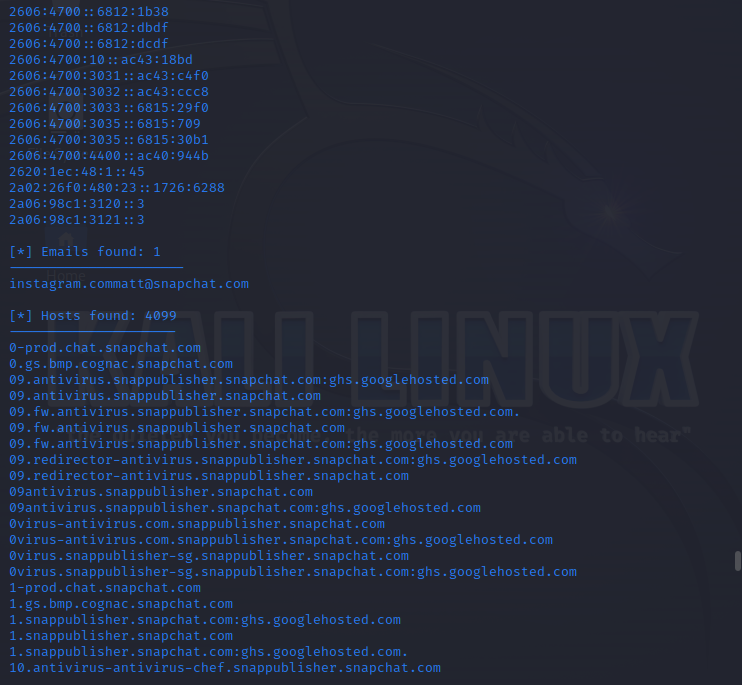 2606:4700::6812:1b38
2606:4700::6812:dbdf
2606:4700::6812:dcdf
2606:4700:10::ac43:18bd
2606:4700:3031::ac43:c4f0
2606:4700:3032::ac43:ccc8
2606:4700:3033::6815:29f0
2606:4700:3035::6815:709
2606:4700:3035::6815:30b1
2606:4700:4400::ac40:944b
2620:1ec:48:1::45
2a02:26f0:480:23::1726:6288
2a06:98c1:3120::3
2a06:98c1:3121::3
[*] Emails found: 1
Home
instagram.commatt@snapchat.com
[*] Hosts found: 4099
KALI LINUX
0-prod.chat.snapchat.com
0.gs.bmp.cognac.snapchat.com
09.antivirus.snappublisher.snapchat.com:ghs.googlehosted.com
09.antivirus.snappublisher.snapchat.com
09.fw.antivirus.snappublisher.snapchat.com:ghs.googlehosted.com.
09.fw.antivirus.snappublisher.snapchat.com
the more you are able to hear"
09.fw.antivirus.snappublisher.snapchat.com:ghs.googlehosted.com
09.redirector-antivirus.snappublisher.snapchat.com:ghs.googlehosted.com
09.redirector-antivirus.snappublisher.snapchat.com
09antivirus.snappublisher.snapchat.com
09antivirus.snappublisher.snapchat.com:ghs.googlehosted.com
0virus-antivirus.com.snappublisher.snapchat.com
0virus-antivirus.com.snappublisher.snapchat.com:ghs.googlehosted.com
0virus.snappublisher-sg.snapchat.com
0virus.snappublisher-sg.snapchat.com:ghs.googlehosted.com
1-prod.chat.snapchat.com
1.gs.bmp.cognac.snapchat.com
1.snappublisher.snapchat.com:ghs.googlehosted.com
1.snappublisher.snapchat.com
1.snappublisher.snapchat.com:ghs.googlehosted.com.
10.antivirus-antivirus-chef.snappublisher.snapchat.com